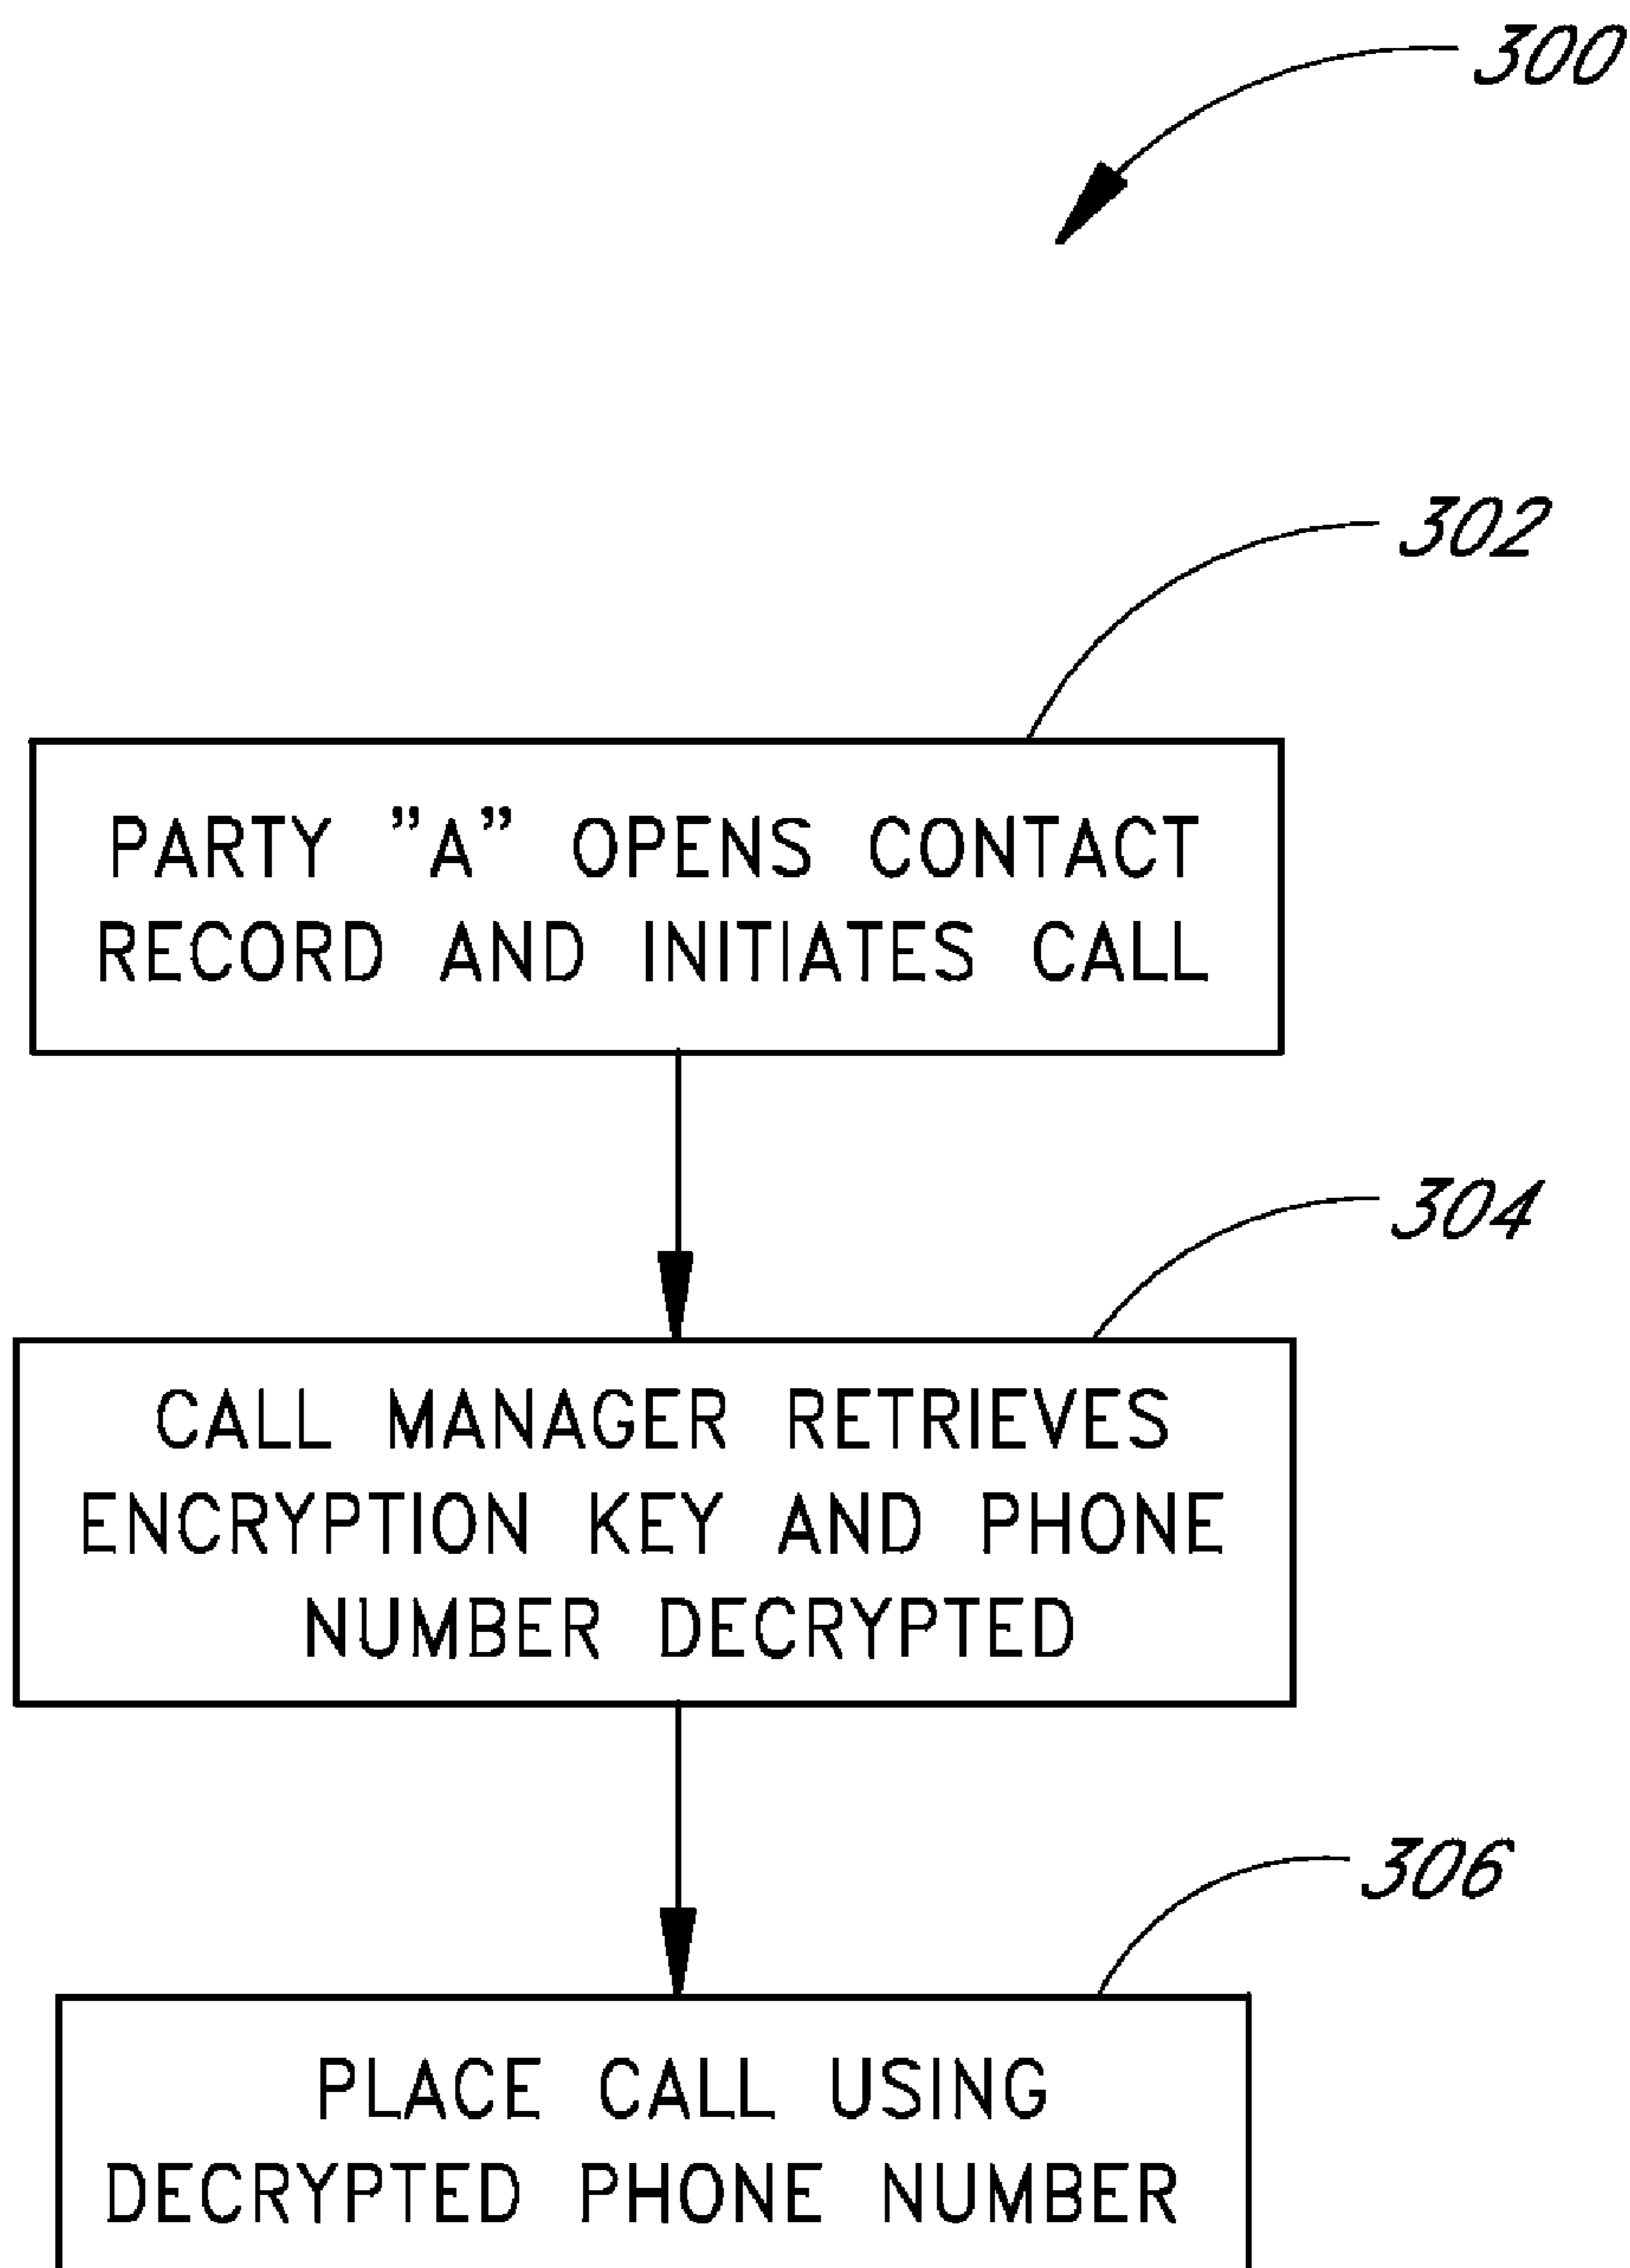 300
302
PARTY "A" OPENS CONTACT
RECORD AND INITIATES CALL
304
CALL MANAGER RETRIEVES
ENCRYPTION KEY AND PHONE
NUMBER DECRYPTED
306
PLACE CALL USING
DECRYPTED PHONE NUMBER